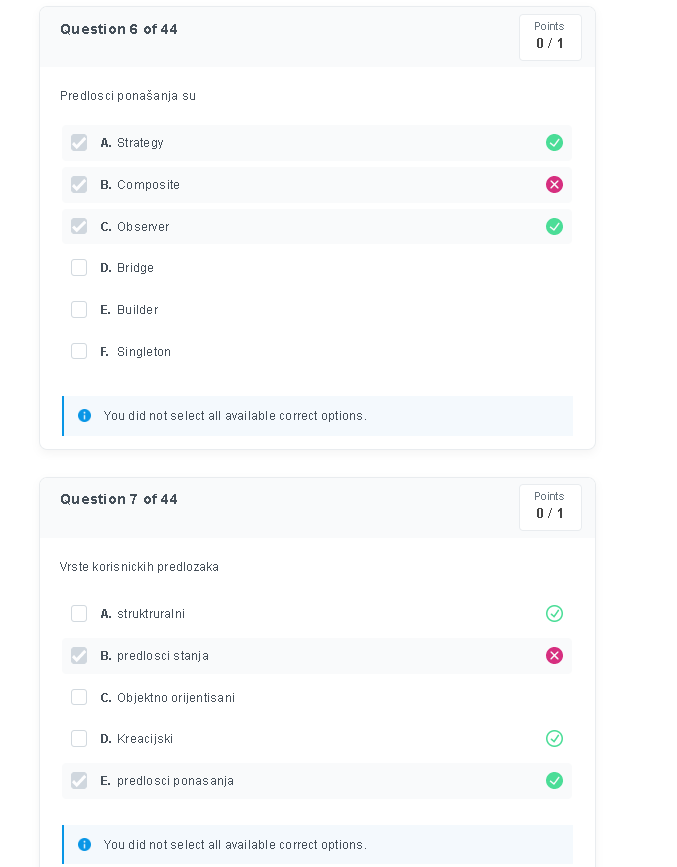 Question 6 of 44
Points
0 / 1
Predlosci ponašanja su
A. Strategy
B. Composite
C. Observer
D. Bridge
E. Builder
F. Singleton
You did not select all available correct options.
Question 7 of 44
Points
0 / 1
Vrste korisnickih predlozaka
A. struktruralni
B. predlosci stanja
C. Objektno orijentisani
D. Kreacijski
E. predlosci ponasanja
You did not select all available correct options.